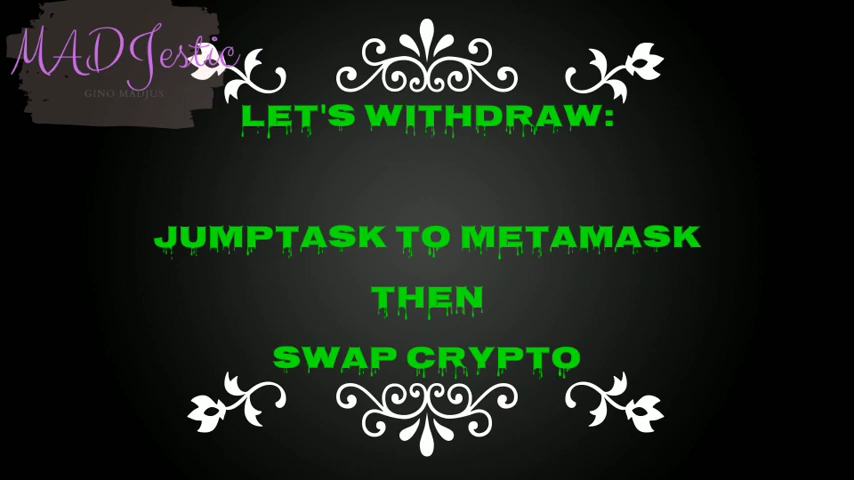 MADJestic
GINO MADJUS
LET'S WITHDRAW:
JUMPTASK TO METAMASK
THEN
SWAP CRYPTO